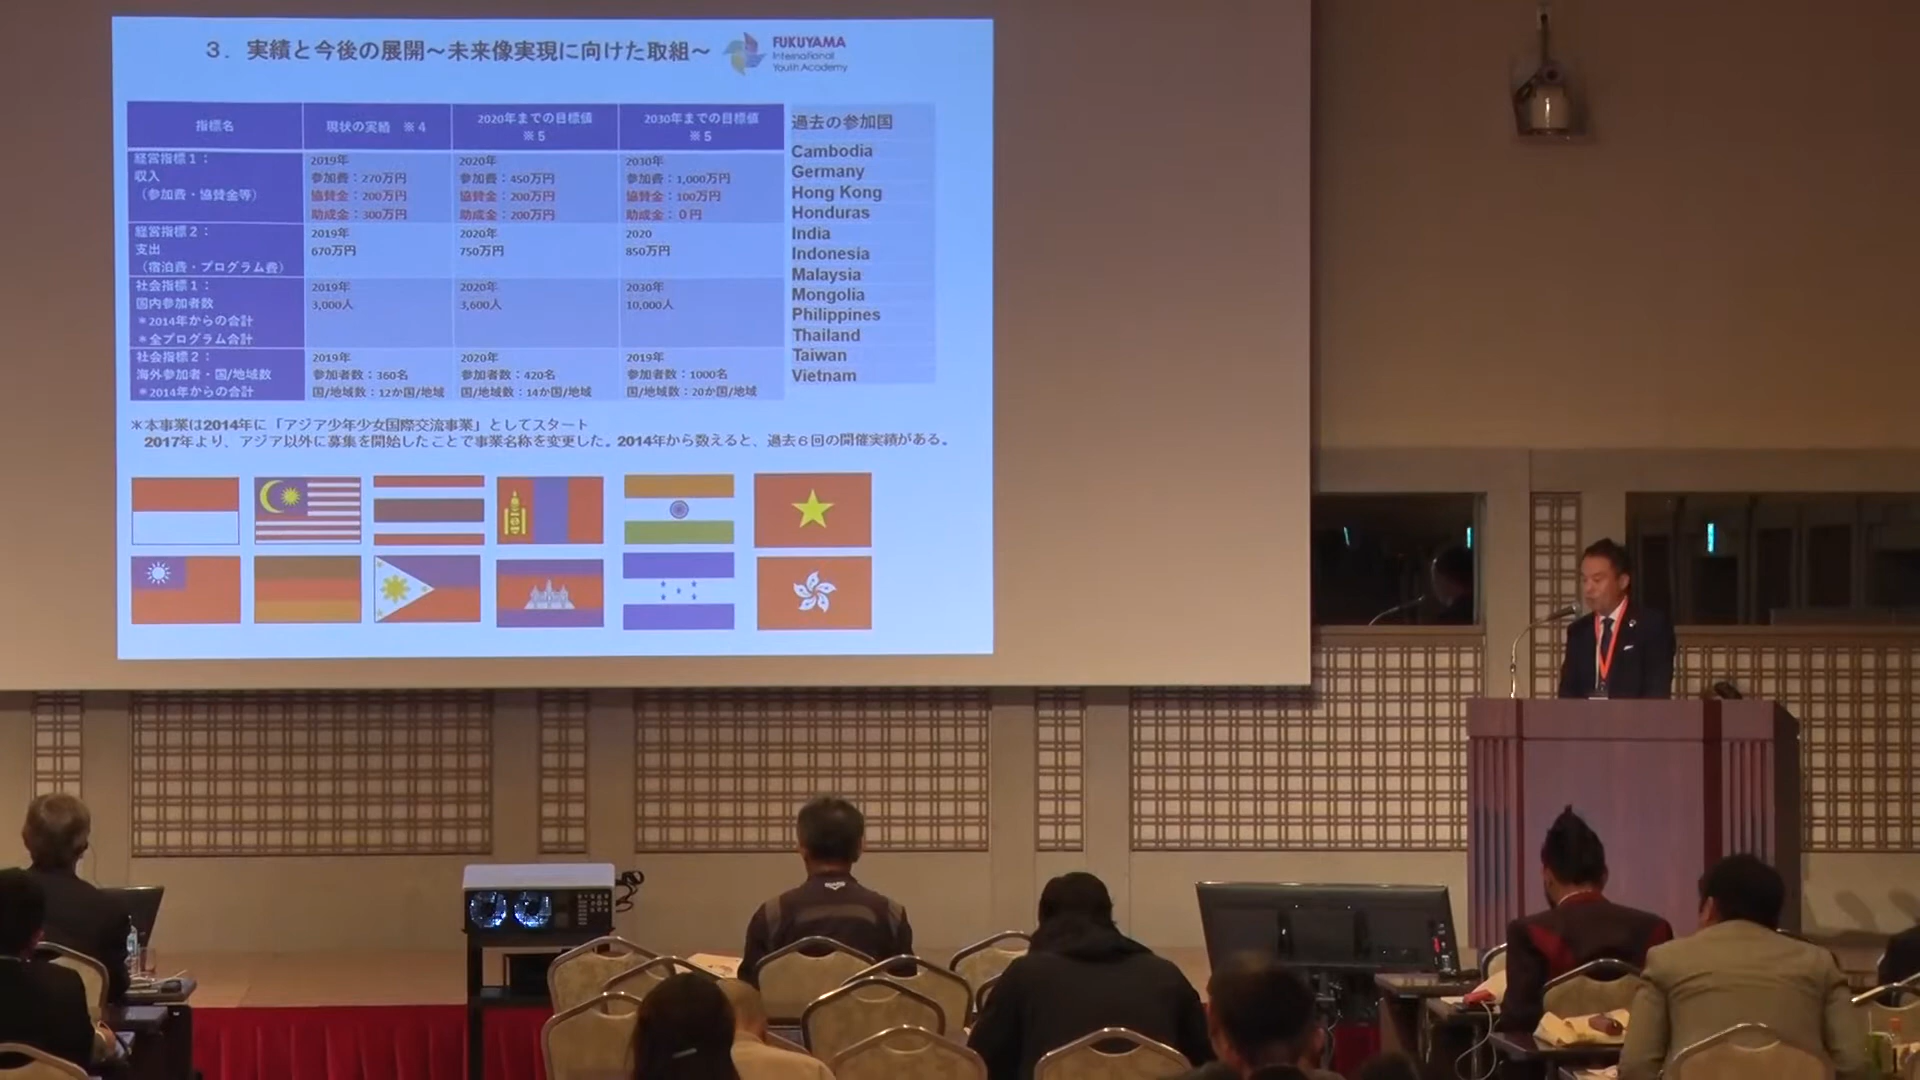 3. 実績と今後の展開～未来像実現に向けた取組～
FUKUYAMA
International
Youth Academy
指標名
現状の実績 ※4
2020年までの目標値
※5
2030年までの目標値
※5
経営指標1：
収入
（参加費・協賛金等）
2019年
参加費：270万円
協賛金：200万円
助成金：300万円
2020年
参加費：450万円
協賛金：200万円
助成金：200万円
2030年
参加費：1,000万円
協賛金：100万円
助成金：0円
経営指標2：
支出
（宿泊費・プログラム費）
2019年
670万円
2020年
750万円
2020
850万円
社会指標1：
国内参加者数
＊2014年からの合計
＊全プログラム合計
2019年
3,000人
2020年
3,600人
2030年
10,000人
社会指標2：
海外参加者・国/地域数
＊2014年からの合計
2019年
参加者数：360名
国/地域数：12か国/地域
2020年
参加者数：420名
国/地域数：14か国/地域
2019年
参加者数：1000名
国/地域数：20か国/地域
過去の参加国
Cambodia
Germany
Hong Kong
Honduras
India
Indonesia
Malaysia
Mongolia
Philippines
Thailand
Taiwan
Vietnam
＊本事業は2014年に「アジア少年少女国際交流事業」としてスタート
2017年より、アジア以外に募集を開始したことで事業名称を変更した。2014年から数えると、過去6回の開催実績がある。